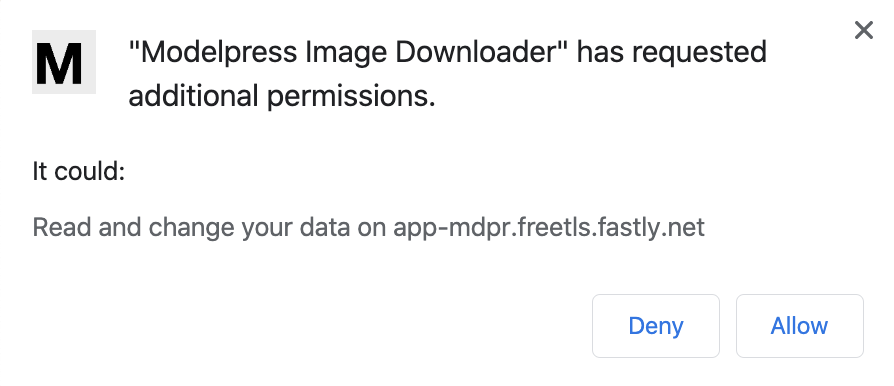 M
"Modelpress Image Downloader" has requested
additional permissions.
It could:
Read and change your data on app-mdpr.freetls.fastly.net
Deny
Allow